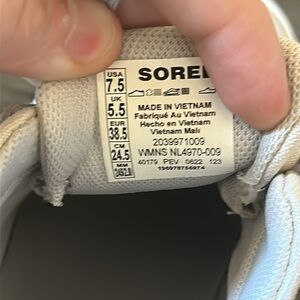 SOREL
USA
7.5
UK
5.5
EUR
38.5
CM
24.5
MM
MADE IN VIETNAM
Fabriqué Au Vietnam
Hecho en Vietnam
Vietnam Malı
2039971009
WMNS NL4970-009
40179 PEV 0622 123